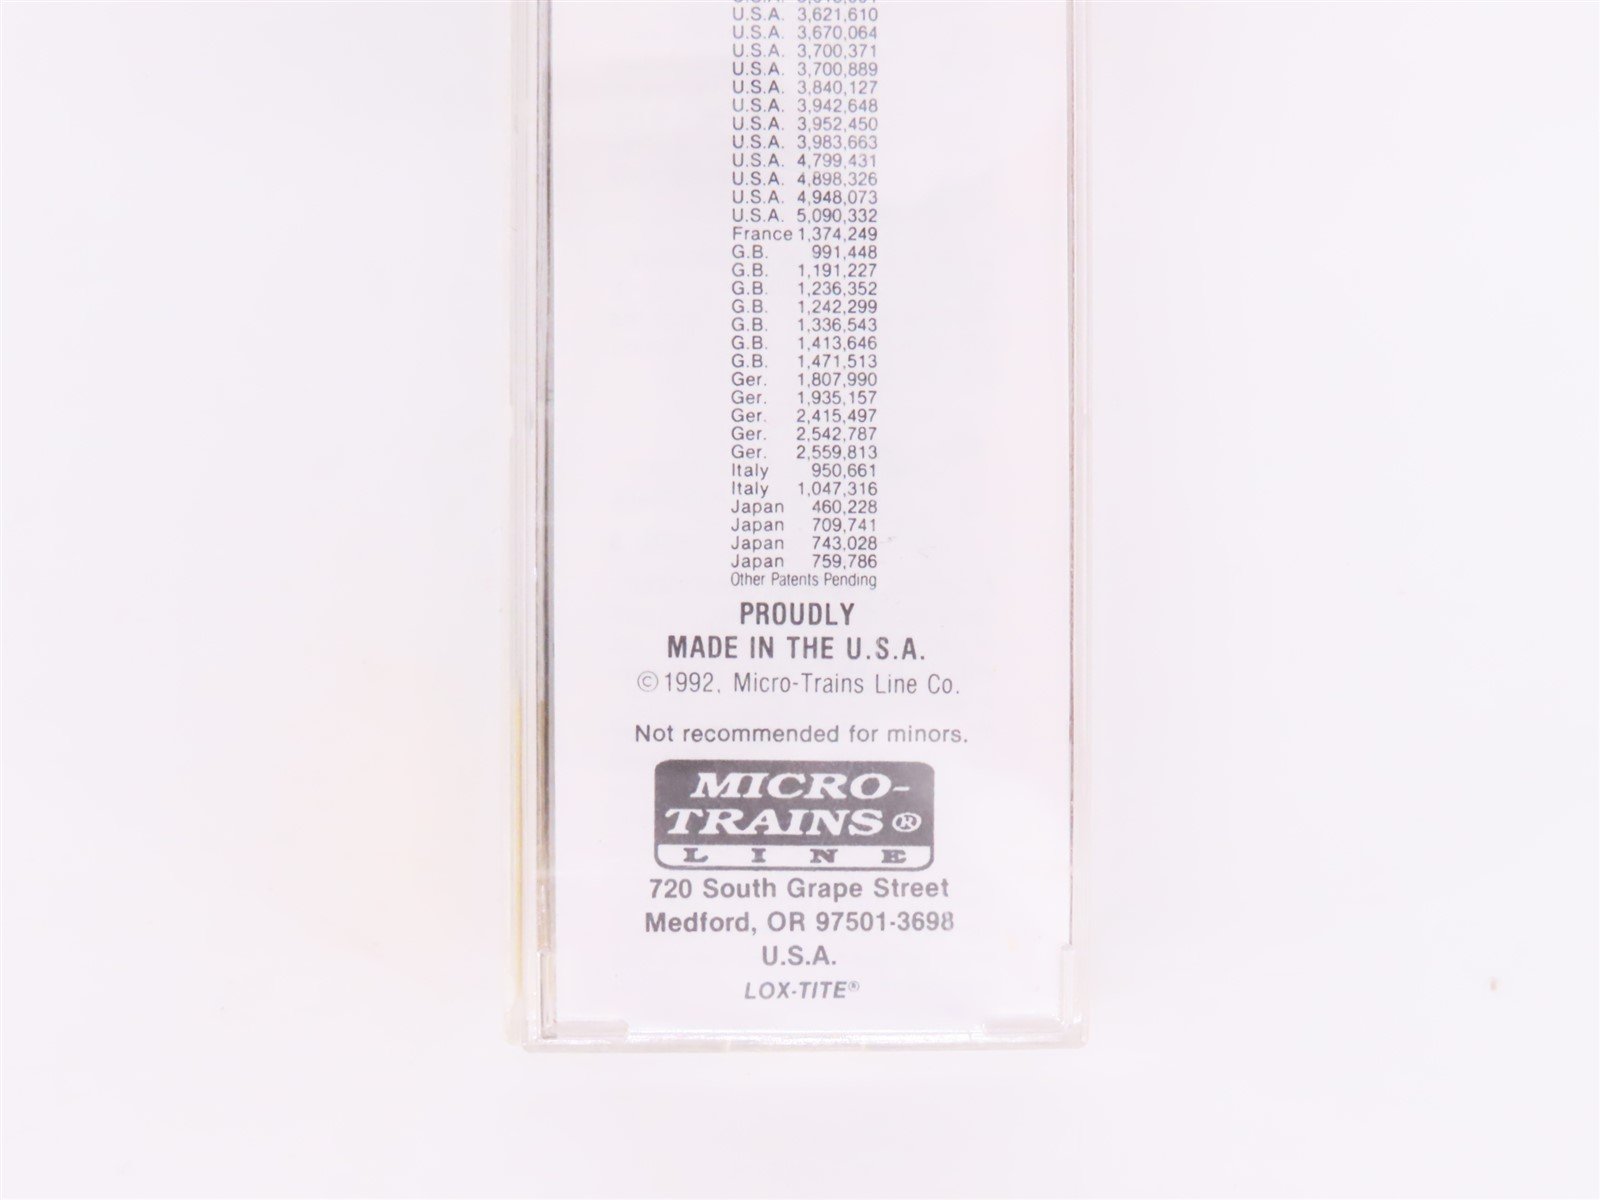 U.S.A. 3,621,610
U.S.A. 3,670,064
U.S.A. 3,700,371
U.S.A. 3,700,889
U.S.A. 3,840,127
U.S.A. 3,942,648
U.S.A. 3,952,450
U.S.A. 3,983,663
U.S.A. 4,799,431
U.S.A. 4,898,326
U.S.A. 4,948,073
U.S.A. 5,090,332
France 1,374,249
G.B. 991,448
G.B. 1,191,227
G.B. 1,236,352
G.B. 1,242,299
G.B. 1,336,543
G.B. 1,413,646
G.B. 1,471,513
Ger. 1,807,990
Ger. 1,935,157
Ger. 2,415,497
Ger. 2,542,787
Ger. 2,559,813
Italy 950,661
Italy 1,047,316
Japan 460,228
Japan 709,741
Japan 743,028
Japan 759,786
Other Patents Pending
PROUDLY
MADE IN THE U.S.A.
©1992, Micro-Trains Line Co.
Not recommended for minors.
MICRO-
TRAINS®
LINE
720 South Grape Street
Medford, OR 97501-3698
U.S.A.
LOX-TITE®